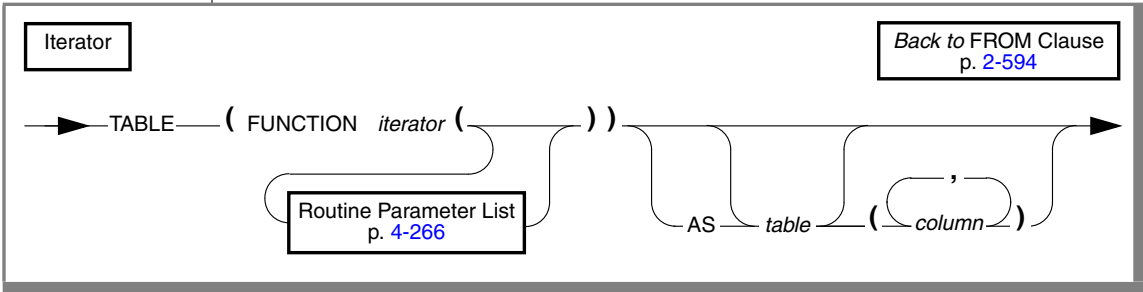 Iterator
Back to FROM Clause
p. 2-594
TABLE ( FUNCTION iterator ( ) )
Routine Parameter List
p. 4-266
AS table ( column , )